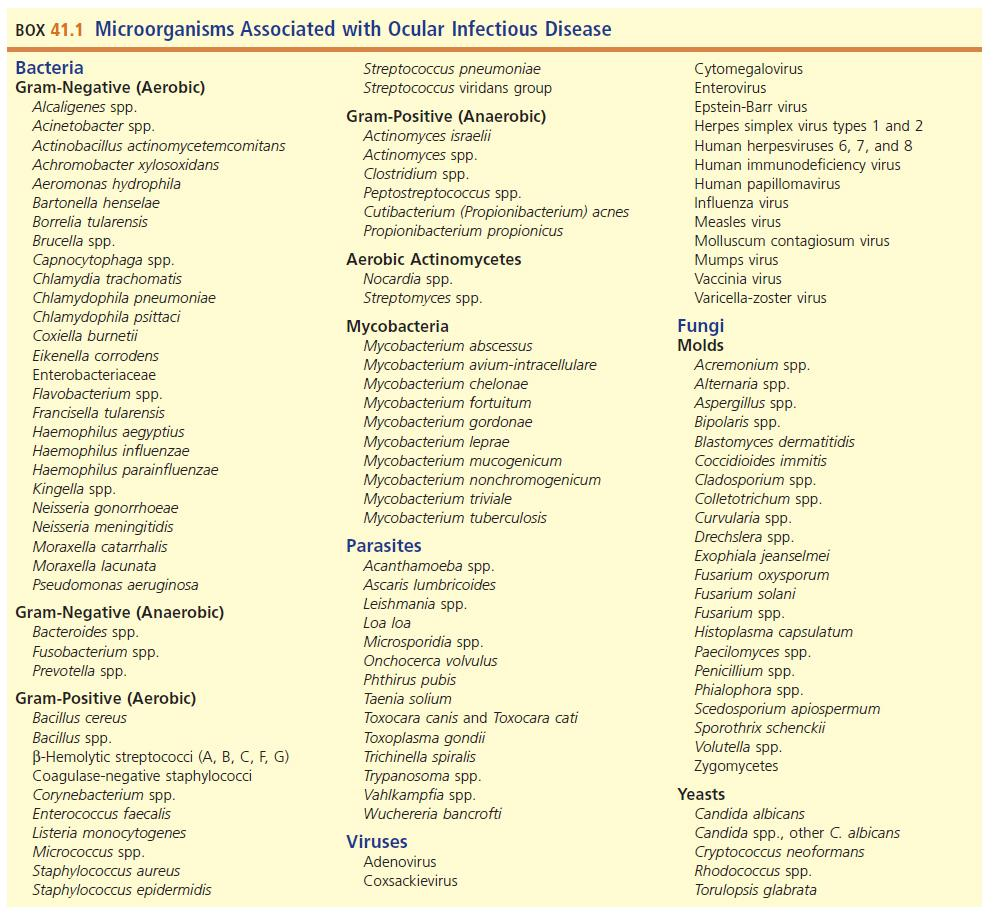 BOX 41.1 Microorganisms Associated with Ocular Infectious Disease
Bacteria
Gram-Negative (Aerobic)
Alcaligenes spp.
Acinetobacter spp.
Actinobacillus actinomycetemcomitans
Achromobacter xylosoxidans
Aeromonas hydrophila
Bartonella henselae
Borrelia tularensis
Brucella spp.
Capnocytophaga spp.
Chlamydia trachomatis
Chlamydophila pneumoniae
Chlamydophila psittaci
Coxiella burnetii
Eikenella corrodens
Enterobacteriaceae
Flavobacterium spp.
Francisella tularensis
Haemophilus aegyptius
Haemophilus influenzae
Haemophilus parainfluenzae
Kingella spp.
Neisseria gonorrhoeae
Neisseria meningitidis
Moraxella catarrhalis
Moraxella lacunata
Pseudomonas aeruginosa
Gram-Negative (Anaerobic)
Bacteroides spp.
Fusobacterium spp.
Prevotella spp.
Gram-Positive (Aerobic)
Bacillus cereus
Bacillus spp.
β-Hemolytic streptococci (A, B, C, F, G)
Coagulase-negative staphylococci
Corynebacterium spp.
Enterococcus faecalis
Listeria monocytogenes
Micrococcus spp.
Staphylococcus aureus
Staphylococcus epidermidis
Streptococcus pneumoniae
Streptococcus viridans group
Gram-Positive (Anaerobic)
Actinomyces israelii
Actinomyces spp.
Clostridium spp.
Peptostreptococcus spp.
Cutibacterium (Propionibacterium) acnes
Propionibacterium propionicus
Aerobic Actinomycetes
Nocardia spp.
Streptomyces spp.
Mycobacteria
Mycobacterium abscessus
Mycobacterium avium-intracellulare
Mycobacterium chelonae
Mycobacterium fortuitum
Mycobacterium gordonae
Mycobacterium leprae
Mycobacterium mucogenicum
Mycobacterium nonchromogenicum
Mycobacterium triviale
Mycobacterium tuberculosis
Parasites
Acanthamoeba spp.
Ascaris lumbricoides
Leishmania spp.
Loa loa
Microsporidia spp.
Onchocerca volvulus
Phthirus pubis
Taenia solium
Toxocara canis and Toxocara cati
Toxoplasma gondii
Trichinella spiralis
Trypanosoma spp.
Vahlkampfia spp.
Wuchereria bancrofti
Viruses
Adenovirus
Coxsackievirus
Cytomegalovirus
Enterovirus
Epstein-Barr virus
Herpes simplex virus types 1 and 2
Human herpesviruses 6, 7, and 8
Human immunodeficiency virus
Human papillomavirus
Influenza virus
Measles virus
Molluscum contagiosum virus
Mumps virus
Vaccinia virus
Varicella-zoster virus
Fungi
Molds
Acremonium spp.
Alternaria spp.
Aspergillus spp.
Bipolaris spp.
Blastomyces dermatitidis
Coccidioides immitis
Cladosporium spp.
Colletotrichum spp.
Curvularia spp.
Drechslera spp.
Exophiala jeanselmei
Fusarium oxysporum
Fusarium solani
Fusarium spp.
Histoplasma capsulatum
Paecilomyces spp.
Penicillium spp.
Phialophora spp.
Scedosporium apiospermum
Sporothrix schenckii
Volutella spp.
Zygomycetes
Yeasts
Candida albicans
Candida spp., other C. albicans
Cryptococcus neoformans
Rhodococcus spp.
Torulopsis glabrata